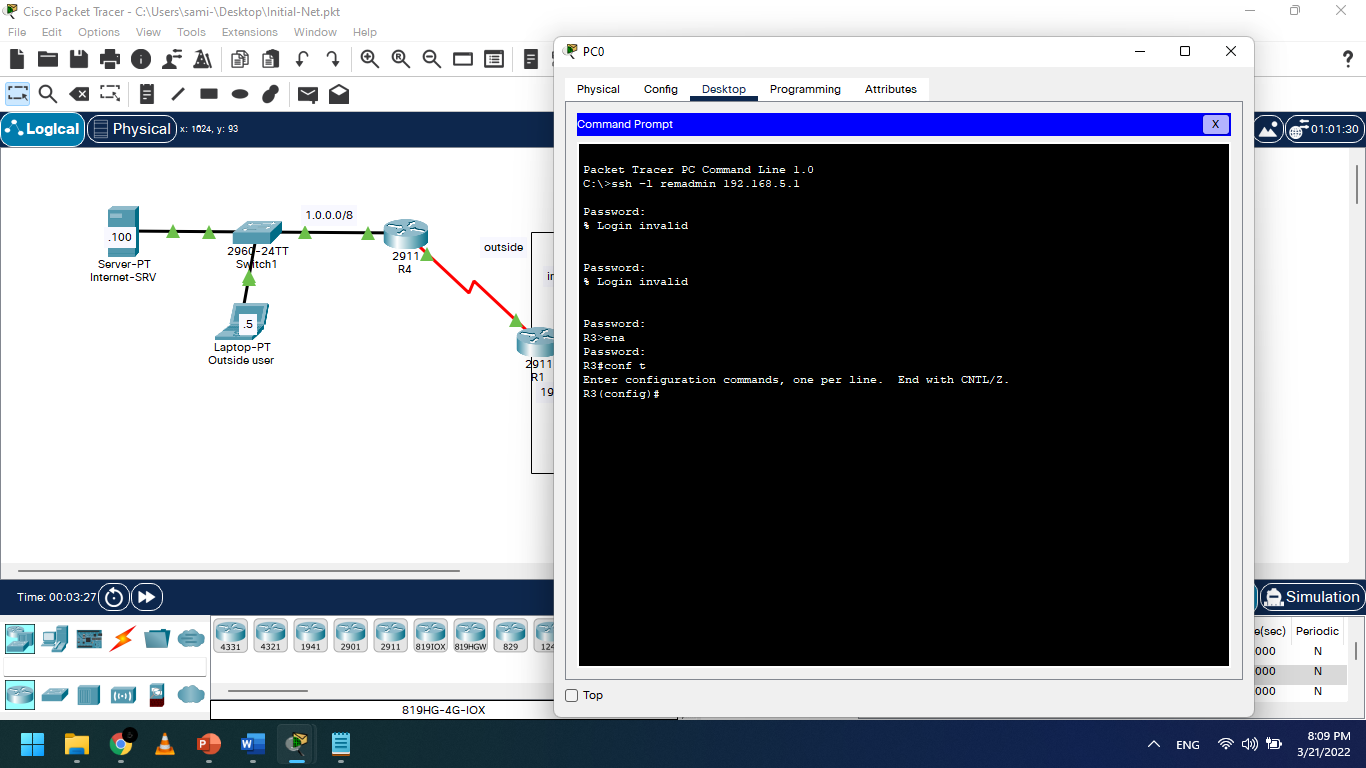 Cisco Packet Tracer - C:\Users\sami-\Desktop\Initial-Net.pkt
File Edit Options View Tools Extensions Window Help
Logical
Physical
x: 1024, y: 93
01:01:30
.100
Server-PT
Internet-SRV
2960-24TT
Switch1
1.0.0.0/8
2911
R4
.5
Laptop-PT
Outside user
outside
2911
R1
19
PC0
Physical Config Desktop Programming Attributes
Command Prompt
X
Packet Tracer PC Command Line 1.0
C:\>ssh -l remadmin 192.168.5.1
Password:
% Login invalid
Password:
% Login invalid
Password:
R3>ena
Password:
R3#conf t
Enter configuration commands, one per line. End with CNTL/Z.
R3(config)#
Top
Time: 00:03:27
Simulation
e(sec) Periodic
000 N
000 N
000 N
4331 4321 1941 2901 2911 819IOX 819HGW 829 124
819HG-4G-IOX
ENG
8:09 PM
3/21/2022